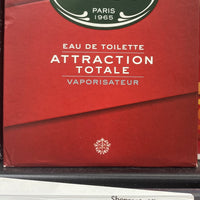 PARIS
1965
EAU DE TOILETTE
ATTRACTION
TOTALE
VAPORISATEUR